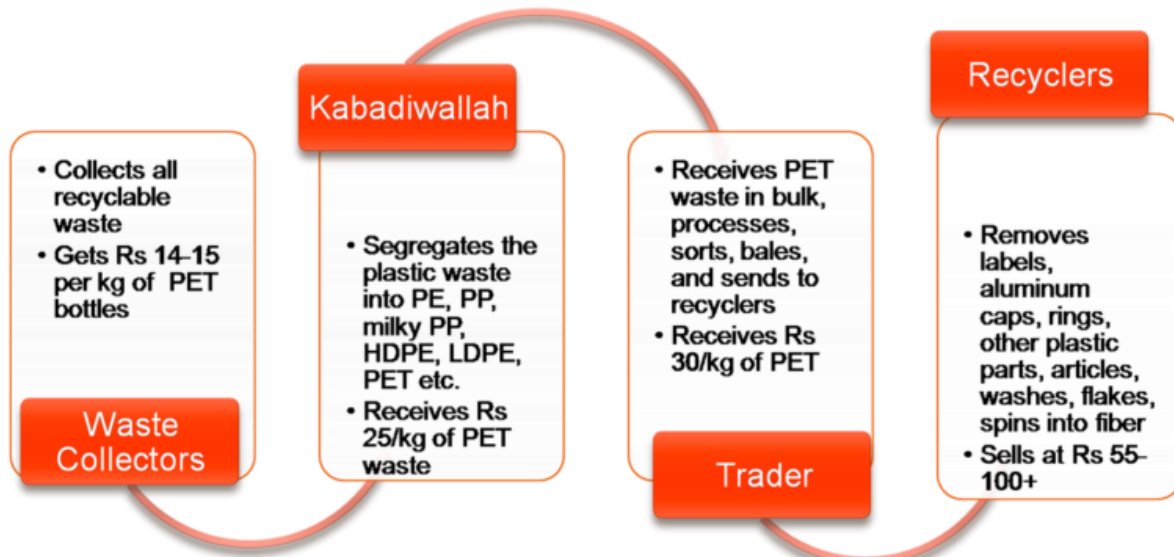 Waste
Collectors
• Collects all
recyclable
waste
• Gets Rs 14–15
per kg of PET
bottles
Kabadiwallah
• Segregates the
plastic waste
into PE, PP,
milky PP,
HDPE, LDPE,
PET etc.
• Receives Rs
25/kg of PET
waste
Trader
• Receives PET
waste in bulk,
processes,
sorts, bales,
and sends to
recyclers
• Receives Rs
30/kg of PET
Recyclers
• Removes
labels,
aluminum
caps, rings,
other plastic
parts, articles,
washes, flakes,
spins into fiber
• Sells at Rs 55–
100+